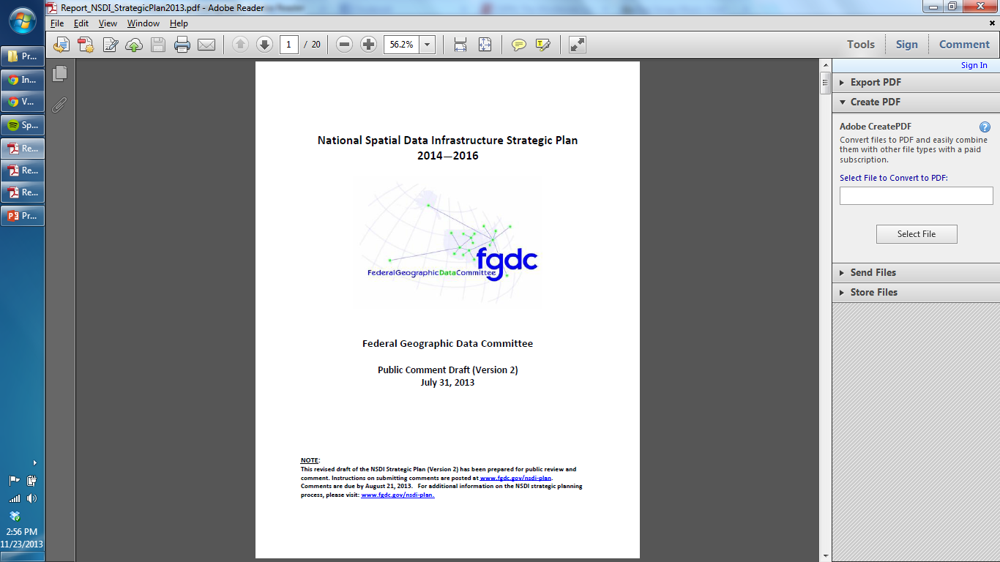 Report_NSDI_StrategicPlan2013.pdf - Adobe Reader
File Edit View Window Help
1 / 20 56.2% Tools Sign Comment
Pr...
In...
V...
Sp...
Re...
Re...
Re...
Pr...
2:56 PM
11/23/2013
National Spatial Data Infrastructure Strategic Plan
2014—2016
fgdc
FederalGeographicDataCommittee
Federal Geographic Data Committee
Public Comment Draft (Version 2)
July 31, 2013
NOTE:
This revised draft of the NSDI Strategic Plan (Version 2) has been prepared for public review and
comment. Instructions on submitting comments are posted at www.fgdc.gov/nsdi-plan.
Comments are due by August 21, 2013. For additional information on the NSDI strategic planning
process, please visit: www.fgdc.gov/nsdi-plan.
Sign In
Export PDF
Create PDF
Adobe CreatePDF
Convert files to PDF and easily combine
them with other file types with a paid
subscription.
Select File to Convert to PDF:
Select File
Send Files
Store Files